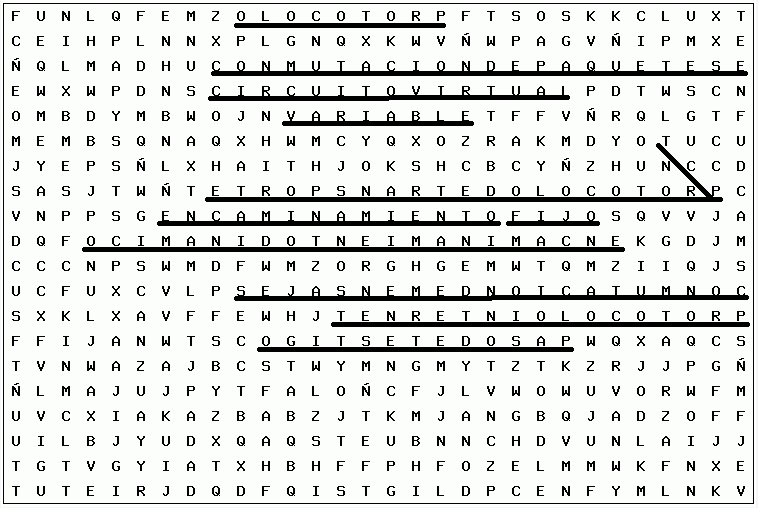 F U N L Q F E M Z O L O C O T O R P F T S O S K K C L U X T
C E I H P L N N X P L G N Q X K W V Ñ W P A G V Ñ I P M X E
Ñ Q L M A D H U C O N M U T A C I O N D E P A Q U E T E S E
E W X W P D N S C I R C U I T O V I R T U A L P D T W S C N
O M B D Y M B W O J N V A R I A B L E T F F V Ñ R Q L G T F
M E M B S Q N A Q X H W M C Y Q X O Z R A K M D Y O T U C U
J Y E P S Ñ L X H A I T H J O K S H C B C Y Ñ Z H U N C C D
S A S J T W Ñ T E T R O P S N A R T E D O L O C O T O R P C
V N P P S G E N C A M I N A M I E N T O F I J O S Q V V J A
D Q F O C I M A N I D O T N E I M A N I M A C N E K G D J M
C C C N P S W M D F W M Z O R G H G E M W T Q M Z I I Q J S
U C F U X C V L P S E J A S N E M E D N O I C A T U M N O C
S X K L X A V F F E W H J T E N R E T N I O L O C O T O R P
F F I J A N W T S C O G I T S E T E D O S A P W Q X A Q C S
T V N W A Z A J B C S T W Y M N G M Y T Z T K Z R J J P G Ñ
Ñ L M A J U J P Y T F A L O Ñ C F J L V W O W U V O R W F M
U V C X I A K A Z B A B Z J T K M J A N G B Q J A D Z O F F
U I L B J Y U D X Q A Q S T E U B N N C H D V U N L A I J J
T G T V G Y I A T X H B H F F P H F O Z E L M M W K F N X E
T U T E I R J D Q D F Q I S T G I L D P C E N F Y M L N K V